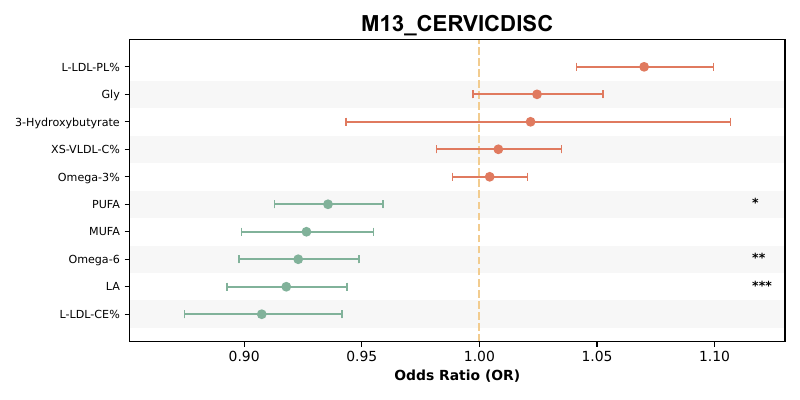 M13_CERVICDISC
L-LDL-PL%
Gly
3-Hydroxybutyrate
XS-VLDL-C%
Omega-3%
PUFA *
MUFA
Omega-6 **
LA ***
L-LDL-CE%
0.90 0.95 1.00 1.05 1.10
Odds Ratio (OR)